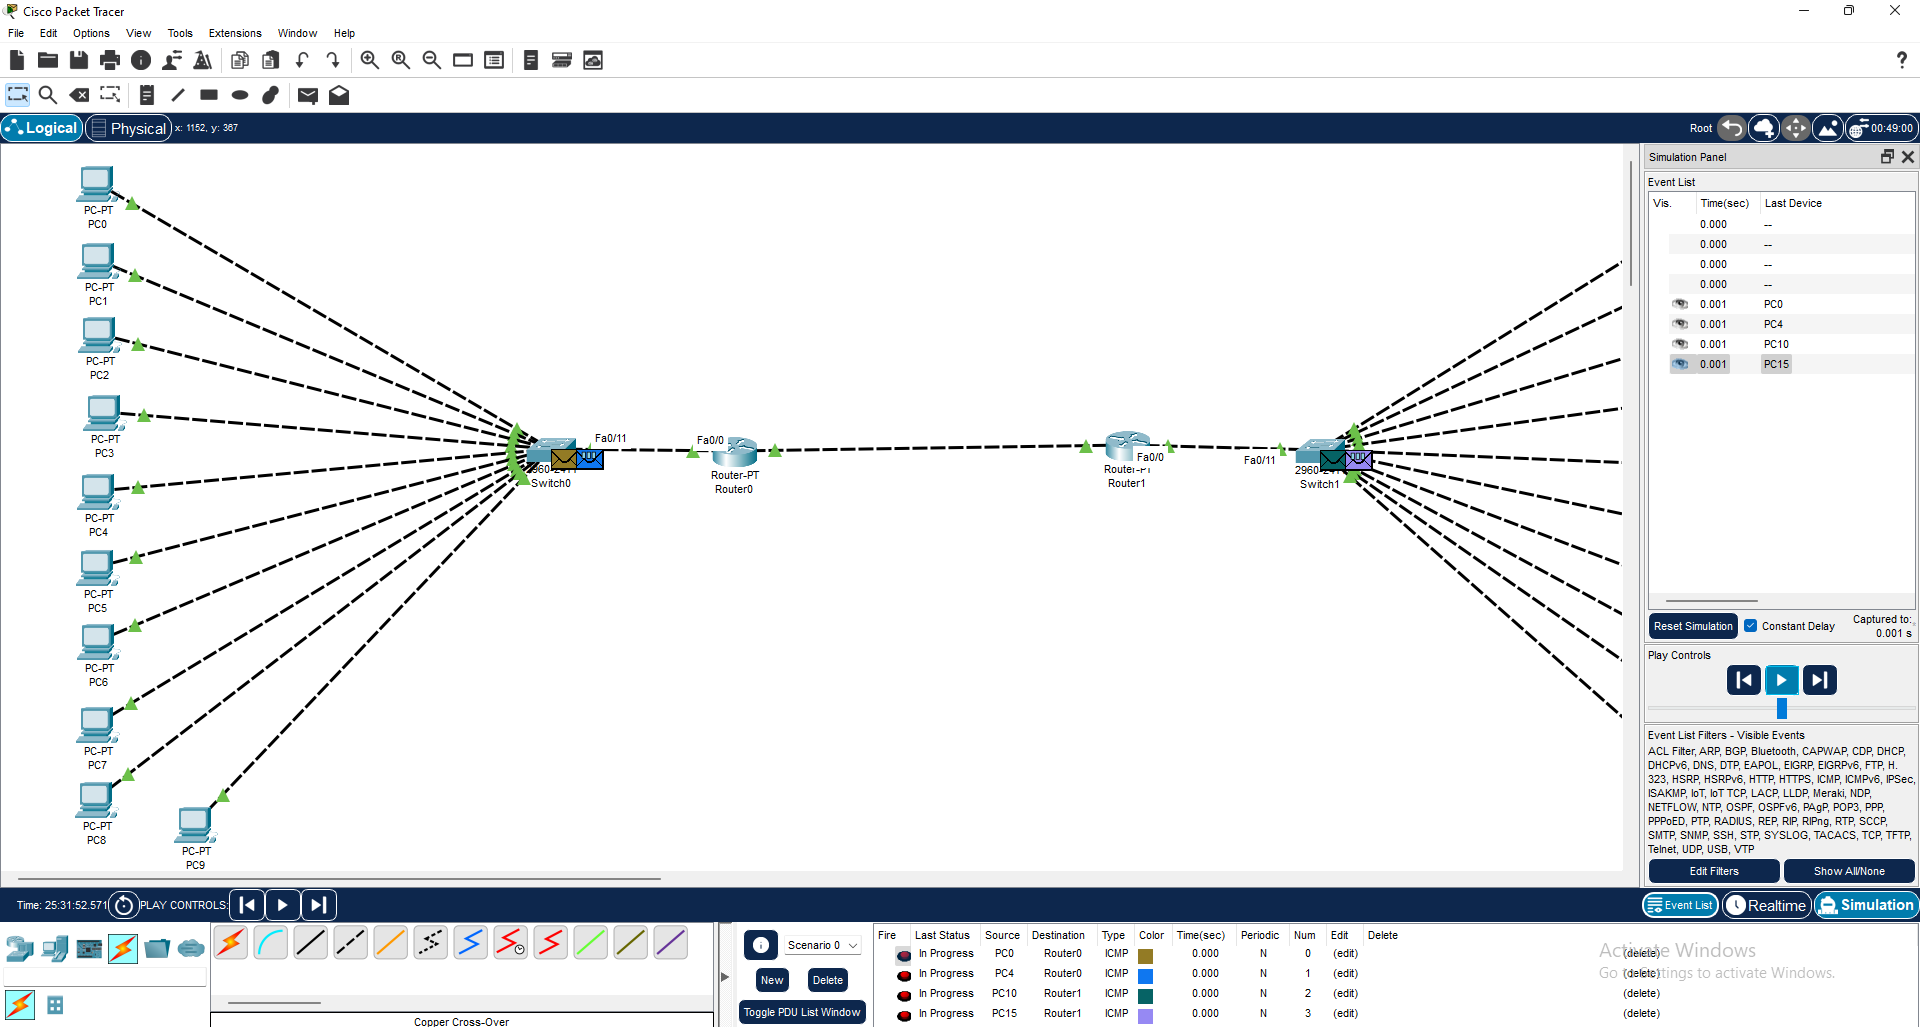 Cisco Packet Tracer
File Edit Options View Tools Extensions Window Help
Logical Physical x: 1152, y: 367 Root 00:49:00
PC-PT
PC0
PC-PT
PC1
PC-PT
PC2
PC-PT
PC3
PC-PT
PC4
PC-PT
PC5
PC-PT
PC6
PC-PT
PC7
PC-PT
PC8
PC-PT
PC9
Fa0/11
Switch0
Fa0/0
Router-PT
Router0
Fa0/0
Router-PT
Router1
Fa0/11
Switch1
Simulation Panel
Event List
Vis. Time(sec) Last Device
0.000 --
0.000 --
0.000 --
0.000 --
0.001 PC0
0.001 PC4
0.001 PC10
0.001 PC15
Reset Simulation Constant Delay Captured to:
0.001 s
Play Controls
Event List Filters - Visible Events
ACL Filter, ARP, BGP, Bluetooth, CAPWAP, CDP, DHCP,
DHCPv6, DNS, DTP, EAPOL, EIGRP, EIGRPv6, FTP, H.
323, HSRP, HSRPv6, HTTP, HTTPS, ICMP, ICMPv6, IPSec,
ISAKMP, IoT, IoT TCP, LACP, LLDP, Meraki, NDP,
NETFLOW, NTP, OSPF, OSPFv6, PAgP, POP3, PPP,
PPPoED, PTP, RADIUS, REP, RIP, RIPng, RTP, SCCP,
SMTP, SNMP, SSH, STP, SYSLOG, TACACS, TCP, TFTP,
Telnet, UDP, USB, VTP
Edit Filters Show All/None
Time: 25:31:52.571 PLAY CONTROLS: Event List Realtime Simulation
Copper Cross-Over
Scenario 0
New Delete
Toggle PDU List Window
Fire Last Status Source Destination Type Color Time(sec) Periodic Num Edit Delete
In Progress PC0 Router0 ICMP 0.000 N 0 (edit) (delete)
In Progress PC4 Router0 ICMP 0.000 N 1 (edit) (delete)
In Progress PC10 Router1 ICMP 0.000 N 2 (edit) (delete)
In Progress PC15 Router1 ICMP 0.000 N 3 (edit) (delete)
Activate Windows
Go to Settings to activate Windows.